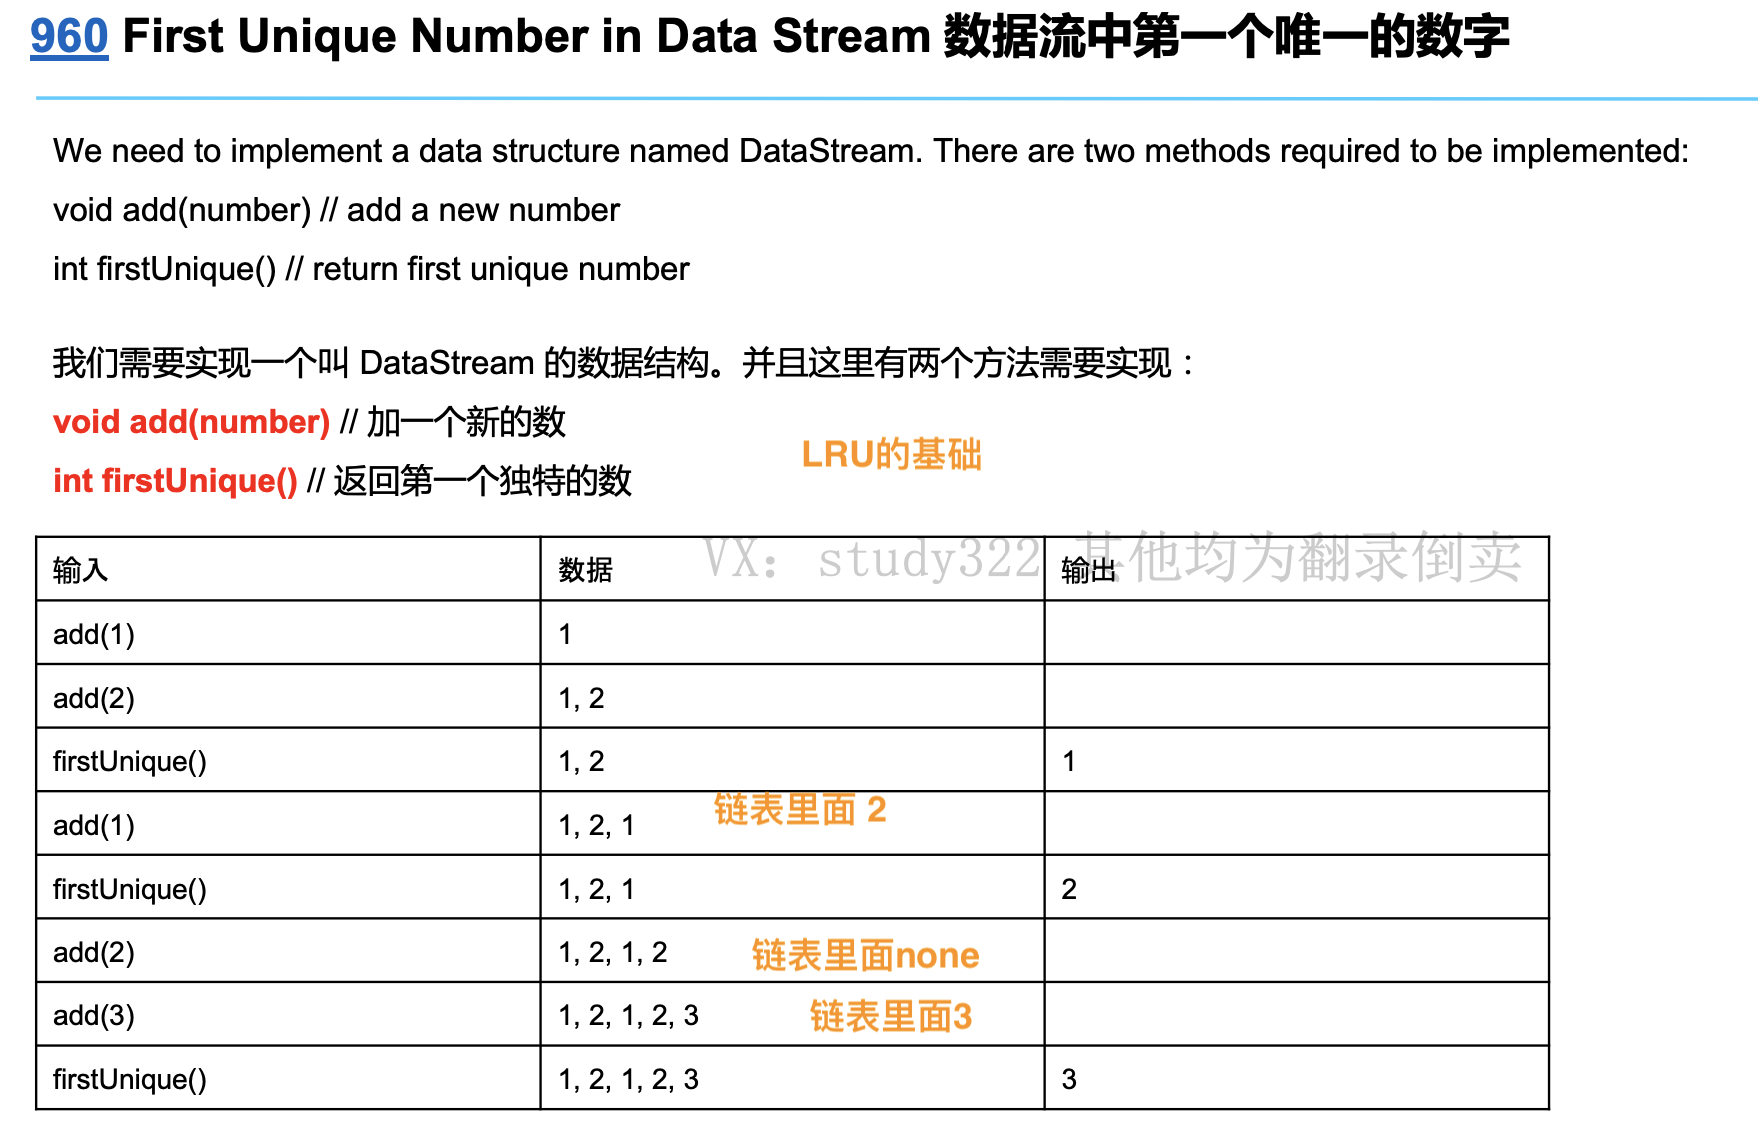 960 First Unique Number in Data Stream 数据流中第一个唯一的数字
We need to implement a data structure named DataStream. There are two methods required to be implemented:
void add(number) // add a new number
int firstUnique() // return first unique number
我们需要实现一个叫 DataStream 的数据结构。并且这里有两个方法需要实现：
void add(number) // 加一个新的数
LRU的基础
int firstUnique() // 返回第一个独特的数
VX：study322 其他均为翻录倒卖
输入 数据 输出
add(1) 1
add(2) 1, 2
firstUnique() 1, 2 1
链表里面 2
add(1) 1, 2, 1
firstUnique() 1, 2, 1 2
add(2) 1, 2, 1, 2 链表里面none
add(3) 1, 2, 1, 2, 3 链表里面3
firstUnique() 1, 2, 1, 2, 3 3